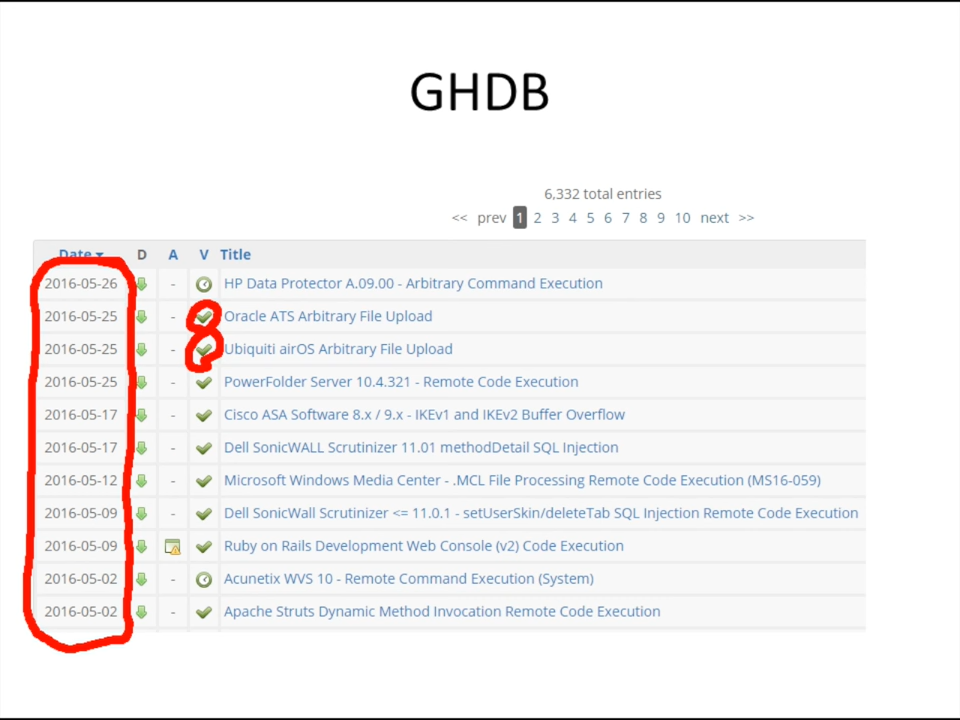 GHDB
6,332 total entries
<< prev 1 2 3 4 5 6 7 8 9 10 next >>
Date D A V Title
2016-05-26 - HP Data Protector A.09.00 - Arbitrary Command Execution
2016-05-25 - Oracle ATS Arbitrary File Upload
2016-05-25 - Ubiquiti airOS Arbitrary File Upload
2016-05-25 - PowerFolder Server 10.4.321 - Remote Code Execution
2016-05-17 - Cisco ASA Software 8.x / 9.x - IKEv1 and IKEv2 Buffer Overflow
2016-05-17 - Dell SonicWALL Scrutinizer 11.01 methodDetail SQL Injection
2016-05-12 - Microsoft Windows Media Center - .MCL File Processing Remote Code Execution (MS16-059)
2016-05-09 - Dell SonicWall Scrutinizer <= 11.0.1 - setUserSkin/deleteTab SQL Injection Remote Code Execution
2016-05-09 Ruby on Rails Development Web Console (v2) Code Execution
2016-05-02 - Acunetix WVS 10 - Remote Command Execution (System)
2016-05-02 - Apache Struts Dynamic Method Invocation Remote Code Execution